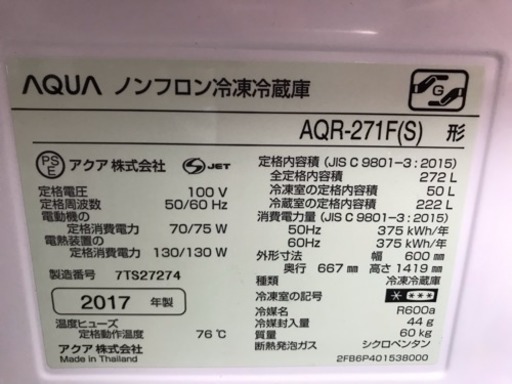 AQUA ノンフロン冷凍冷蔵庫
G
AQR-271F(S) 形
PS
E
アクア 株式会社
S JET
定格電圧 100 V
定格周波数 50/60 Hz
電動機の
定格消費電力 70/75 W
電熱装置の
定格消費電力 130/130 W
製造番号 7TS27274
2017 年製
温度ヒューズ
定格動作温度 76℃
アクア 株式会社
Made in Thailand
定格内容積 (JIS C 9801-3 : 2015)
全定格内容積 272 L
冷凍室の定格内容積 50 L
冷蔵室の定格内容積 222 L
消費電力量 (JIS C 9801-3 : 2015)
50Hz 375 kWh/年
60Hz 375 kWh/年
外形寸法 幅 600 mm
奥行 667 mm 高さ 1419 mm
種類 冷凍冷蔵庫
冷凍室の記号 * ***
冷媒名 R600a
冷媒封入量 44 g
質量 60 kg
断熱発泡ガス シクロペンタン
2FB6P401538000